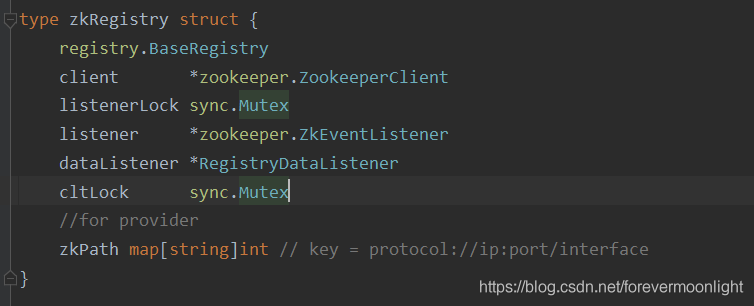 type zkRegistry struct {
    registry.BaseRegistry
    client       *zookeeper.ZookeeperClient
    listenerLock sync.Mutex
    listener     *zookeeper.ZkEventListener
    dataListener *RegistryDataListener
    cltLock      sync.Mutex
    //for provider
    zkPath map[string]int // key = protocol://ip:port/interface
}
https://blog.csdn.net/forevermoonlight